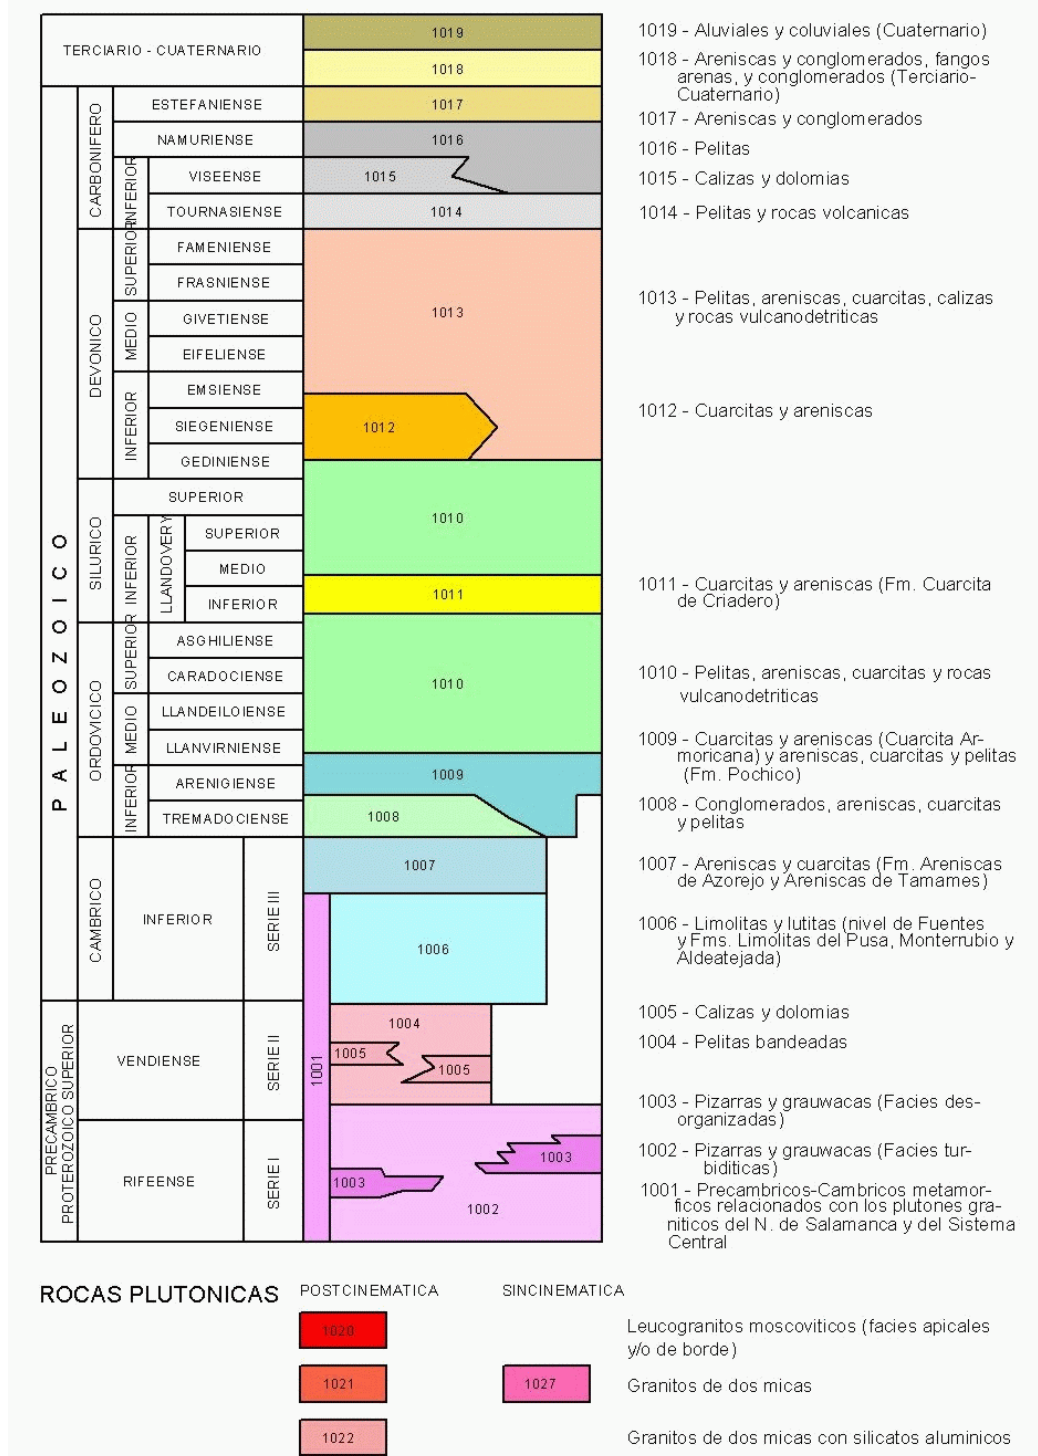 TERCIARIO - CUATERNARIO
1019
1018
PALEOZOICO
CARBONIFERO
ESTEFANIENSE
1017
NAMURIENSE
1016
INFERIOR
VISEENSE
1015
TOURNASIENSE
1014
DEVONICO
SUPERIOR
FAMENIENSE
FRASNIENSE
1013
MEDIO
GIVETIENSE
EIFELIENSE
INFERIOR
EMSIENSE
SIEGENIENSE
1012
GEDINIENSE
SILURICO
SUPERIOR
1010
INFERIOR
LLANDOVERY
SUPERIOR
MEDIO
INFERIOR
1011
ORDOVICICO
SUPERIOR
ASGHILIENSE
CARADOCIENSE
1010
MEDIO
LLANDEILOIENSE
LLANVIRNIENSE
INFERIOR
ARENIGIENSE
1009
TREMADOCIENSE
1008
CAMBRICO
INFERIOR
SERIE III
1007
1006
PRECAMBRICO
PROTEROZOICO SUPERIOR
VENDIENSE
SERIE II
1001
1004
1005
1005
RIFEENSE
SERIE I
1003
1003
1002
1019 - Aluviales y coluviales (Cuaternario)
1018 - Areniscas y conglomerados, fangos
arenas, y conglomerados (Terciario-
Cuaternario)
1017 - Areniscas y conglomerados
1016 - Pelitas
1015 - Calizas y dolomias
1014 - Pelitas y rocas volcanicas
1013 - Pelitas, areniscas, cuarcitas, calizas
y rocas vulcanodetriticas
1012 - Cuarcitas y areniscas
1011 - Cuarcitas y areniscas (Fm. Cuarcita
de Criadero)
1010 - Pelitas, areniscas, cuarcitas y rocas
vulcanodetriticas
1009 - Cuarcitas y areniscas (Cuarcita Ar-
moricana) y areniscas, cuarcitas y pelitas
(Fm. Pochico)
1008 - Conglomerados, areniscas, cuarcitas
y pelitas
1007 - Areniscas y cuarcitas (Fm. Areniscas
de Azorejo y Areniscas de Tamames)
1006 - Limolitas y lutitas (nivel de Fuentes
y Fms. Limolitas del Pusa, Monterrubio y
Aldeatejada)
1005 - Calizas y dolomias
1004 - Pelitas bandeadas
1003 - Pizarras y grauwacas (Facies des-
organizadas)
1002 - Pizarras y grauwacas (Facies tur-
biditicas)
1001 - Precambricos-Cambricos metamor-
ficos relacionados con los plutones gra-
niticos del N. de Salamanca y del Sistema
Central
ROCAS PLUTONICAS
POSTCINEMATICA
SINCINEMATICA
1020
Leucogranitos moscoviticos (facies apicales
y/o de borde)
1021
1027
Granitos de dos micas
1022
Granitos de dos micas con silicatos aluminicos